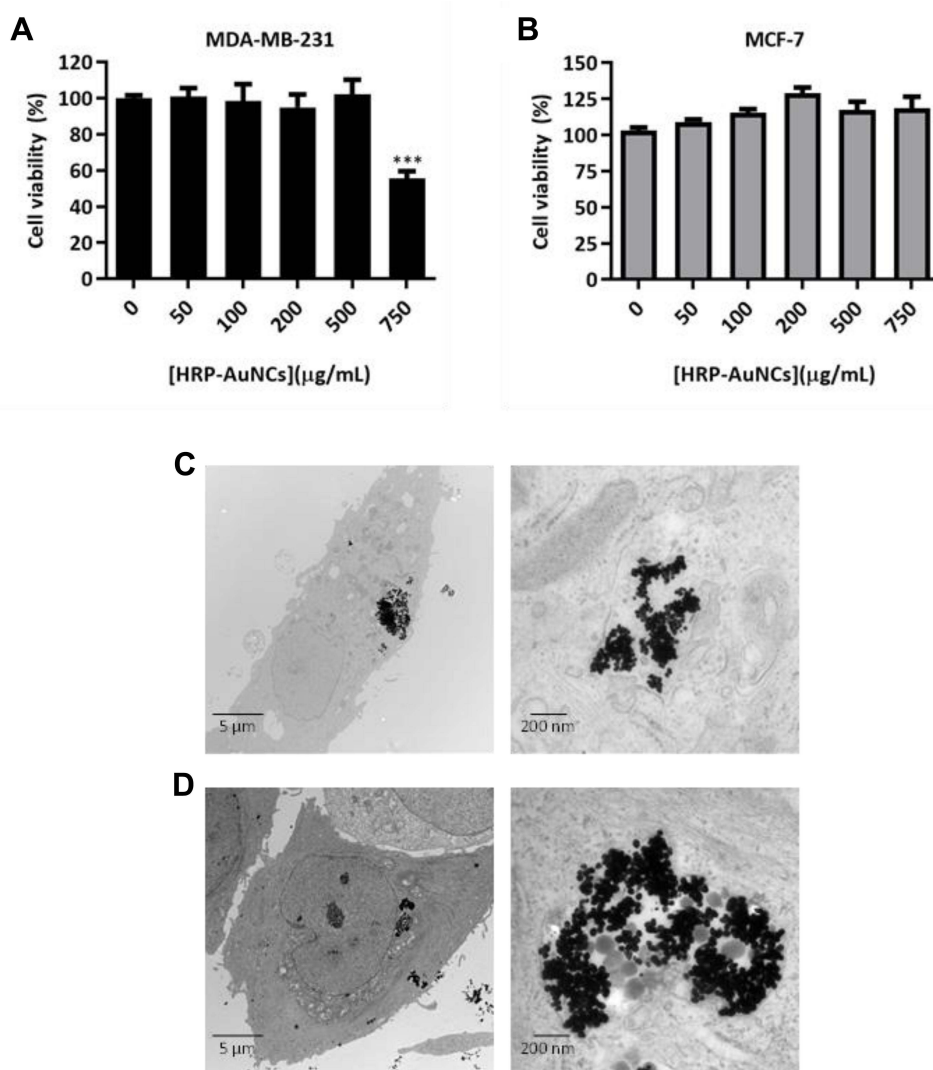 A
MDA-MB-231
Cell viability (%)
120
100
80
60
40
20
0
***
0
50
100
200
500
750
[HRP-AuNCs](μg/mL)
B
MCF-7
Cell viability (%)
150
125
100
75
50
25
0
0
50
100
200
500
750
[HRP-AuNCs](μg/mL)
C
5 μm
200 nm
D
5 μm
200 nm